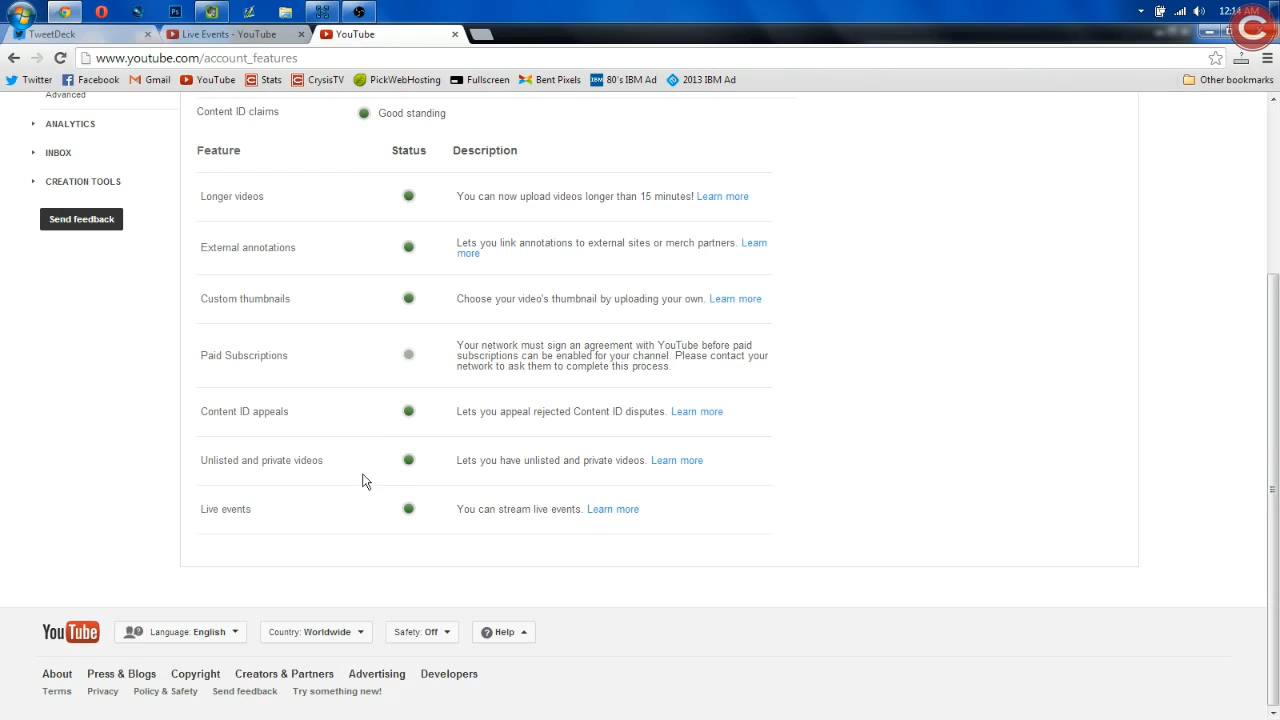 12:14 AM
TweetDeck
Live Events - YouTube
YouTube
www.youtube.com/account_features
Twitter
Facebook
Gmail
YouTube
Stats
CrysisTV
PickWebHosting
Fullscreen
Bent Pixels
80's IBM Ad
2013 IBM Ad
Other bookmarks
Advanced
ANALYTICS
INBOX
CREATION TOOLS
Send feedback
Content ID claims
Good standing
Feature Status Description
Longer videos
You can now upload videos longer than 15 minutes! Learn more
External annotations
Lets you link annotations to external sites or merch partners. Learn
more
Custom thumbnails
Choose your video's thumbnail by uploading your own. Learn more
Paid Subscriptions
Your network must sign an agreement with YouTube before paid
subscriptions can be enabled for your channel. Please contact your
network to ask them to complete this process.
Content ID appeals
Lets you appeal rejected Content ID disputes. Learn more
Unlisted and private videos
Lets you have unlisted and private videos. Learn more
Live events
You can stream live events. Learn more
YouTube
Language: English
Country: Worldwide
Safety: Off
Help
About Press & Blogs Copyright Creators & Partners Advertising Developers
Terms Privacy Policy & Safety Send feedback Try something new!